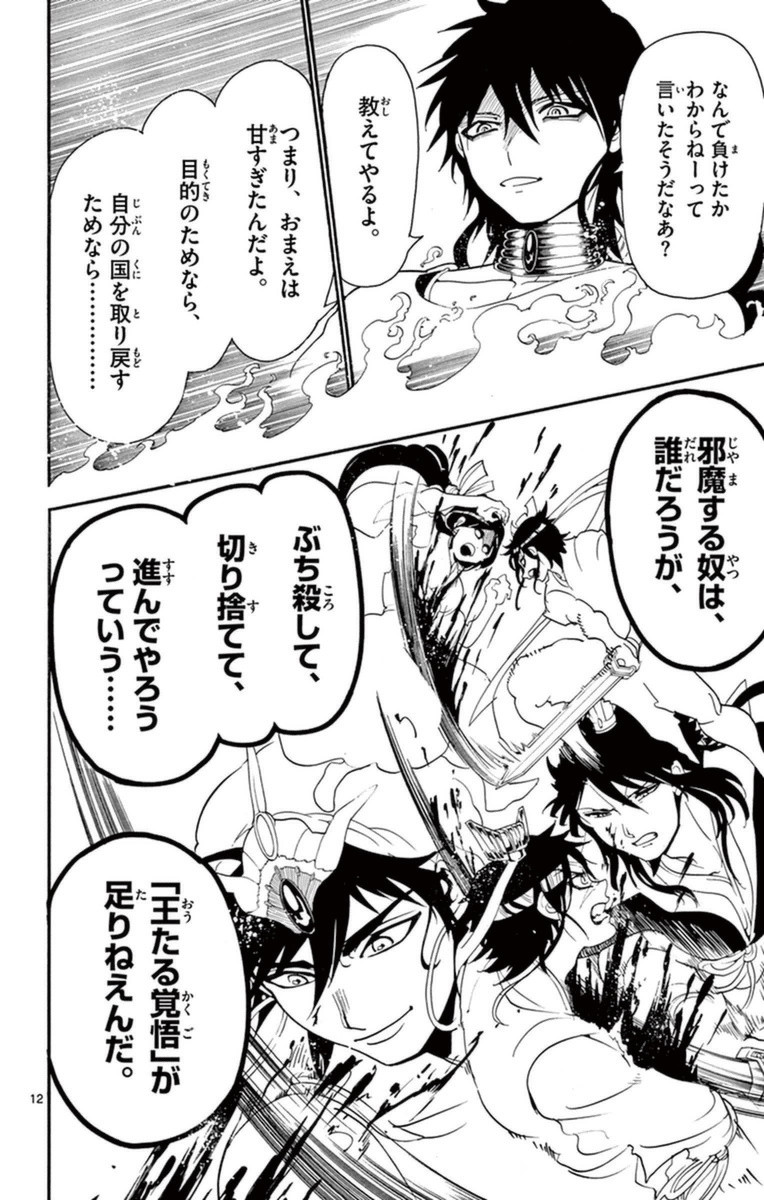 なんで負けたか
わからねーって
言いたそうだなあ？
教えてやるよ。
つまり、おまえは
甘すぎたんだよ。
目的のためなら、
自分の国を取り戻す
ためなら………
邪魔する奴は、
誰だろうが、
ぶち殺して、
切り捨てて、
進んでやろう
っていう……
「王たる覚悟」が
足りねえんだ。
12